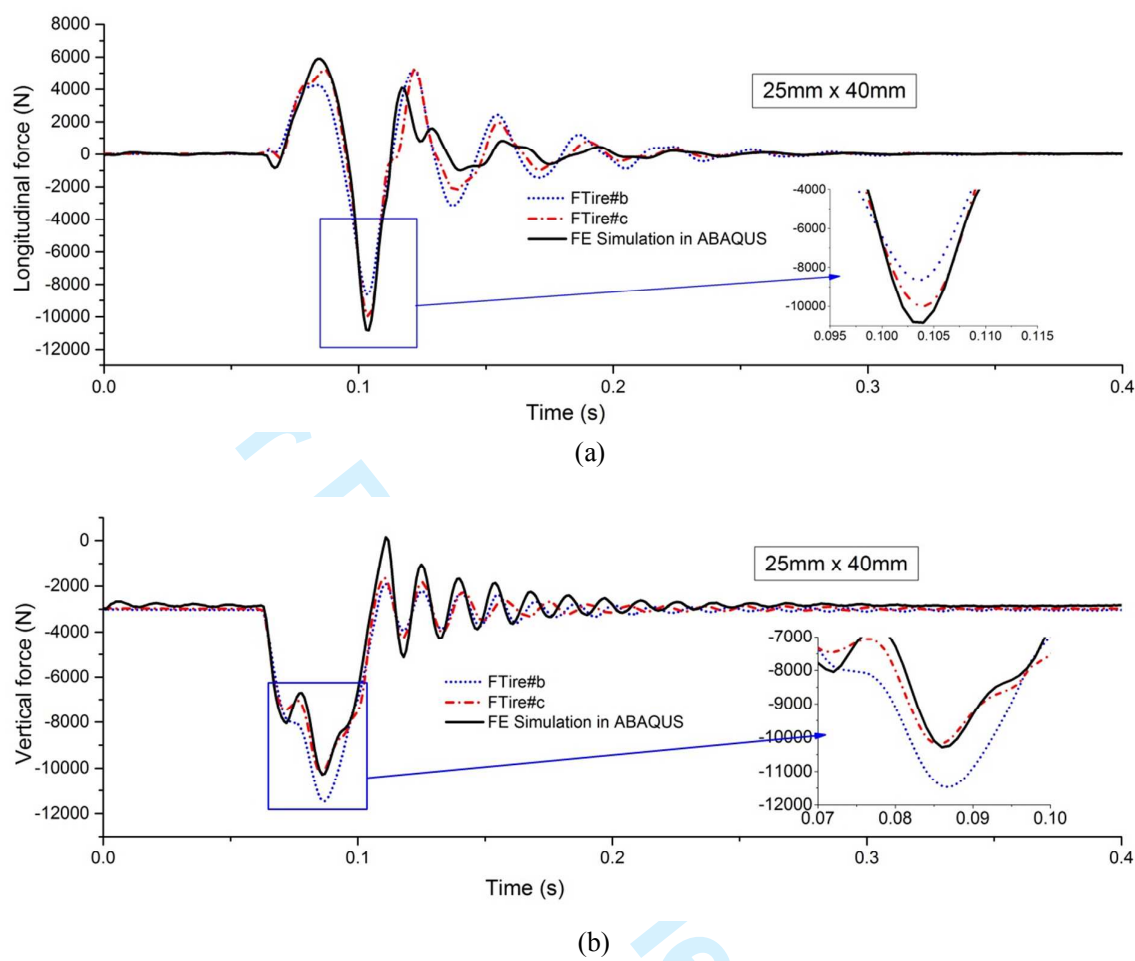 8000
6000
4000
2000
0
-2000
-4000
-6000
-8000
-10000
-12000
Longitudinal force (N)
25mm x 40mm
FTire#b
FTire#c
FE Simulation in ABAQUS
-4000
-6000
-8000
-10000
0.095 0.100 0.105 0.110 0.115
0.0 0.1 0.2 0.3 0.4
Time (s)
(a)
0
-2000
-4000
-6000
-8000
-10000
-12000
Vertical force (N)
25mm x 40mm
FTire#b
FTire#c
FE Simulation in ABAQUS
-7000
-8000
-9000
-10000
-11000
-12000
0.07 0.08 0.09 0.10
0.0 0.1 0.2 0.3 0.4
Time (s)
(b)